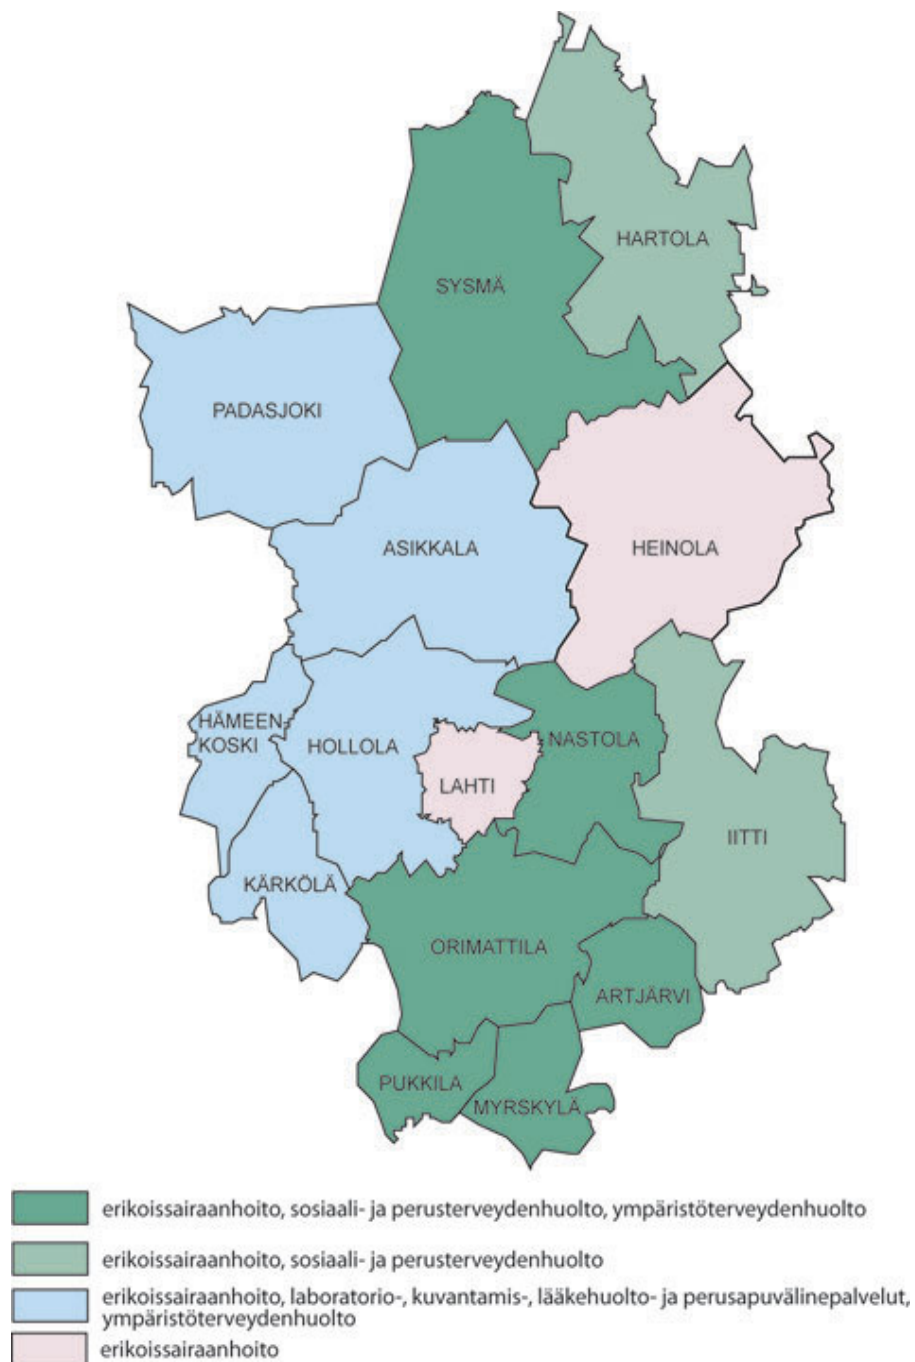 HARTOLA
SYSMÄ
PADASJOKI
ASIKKALA
HEINOLA
HÄMEEN-
KOSKI
HOLLOLA
NASTOLA
LAHTI
IITTI
KÄRKÖLÄ
ORIMATTILA
ARTJÄRVI
PUKKILA
MYRSKYLÄ
erikoissairaanhoito, sosiaali- ja perusterveydenhuolto, ympäristöterveydenhuolto
erikoissairaanhoito, sosiaali- ja perusterveydenhuolto
erikoissairaanhoito, laboratorio-, kuvantamis-, lääkehuolto- ja perusapuvälinepalvelut,
ympäristöterveydenhuolto
erikoissairaanhoito